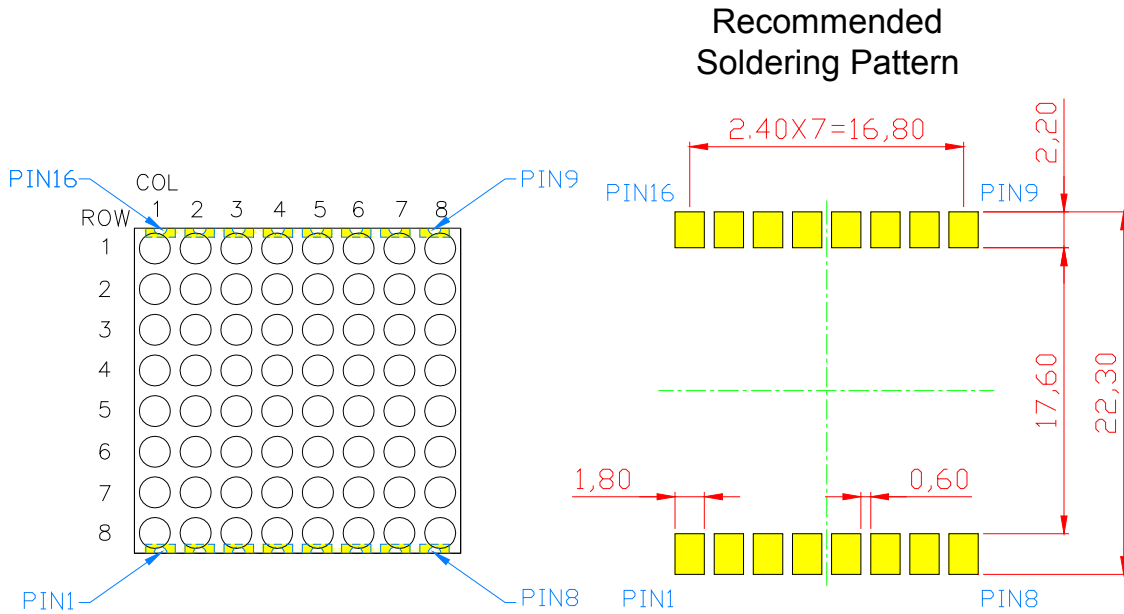 Recommended
Soldering Pattern
2.40X7=16,80
2,20
PIN16
COL
PIN9
PIN16
PIN9
ROW
1 2 3 4 5 6 7 8
1
2
3
4
5
6
7
8
17,60
22,30
1,80
0,60
PIN1
PIN8
PIN1
PIN8